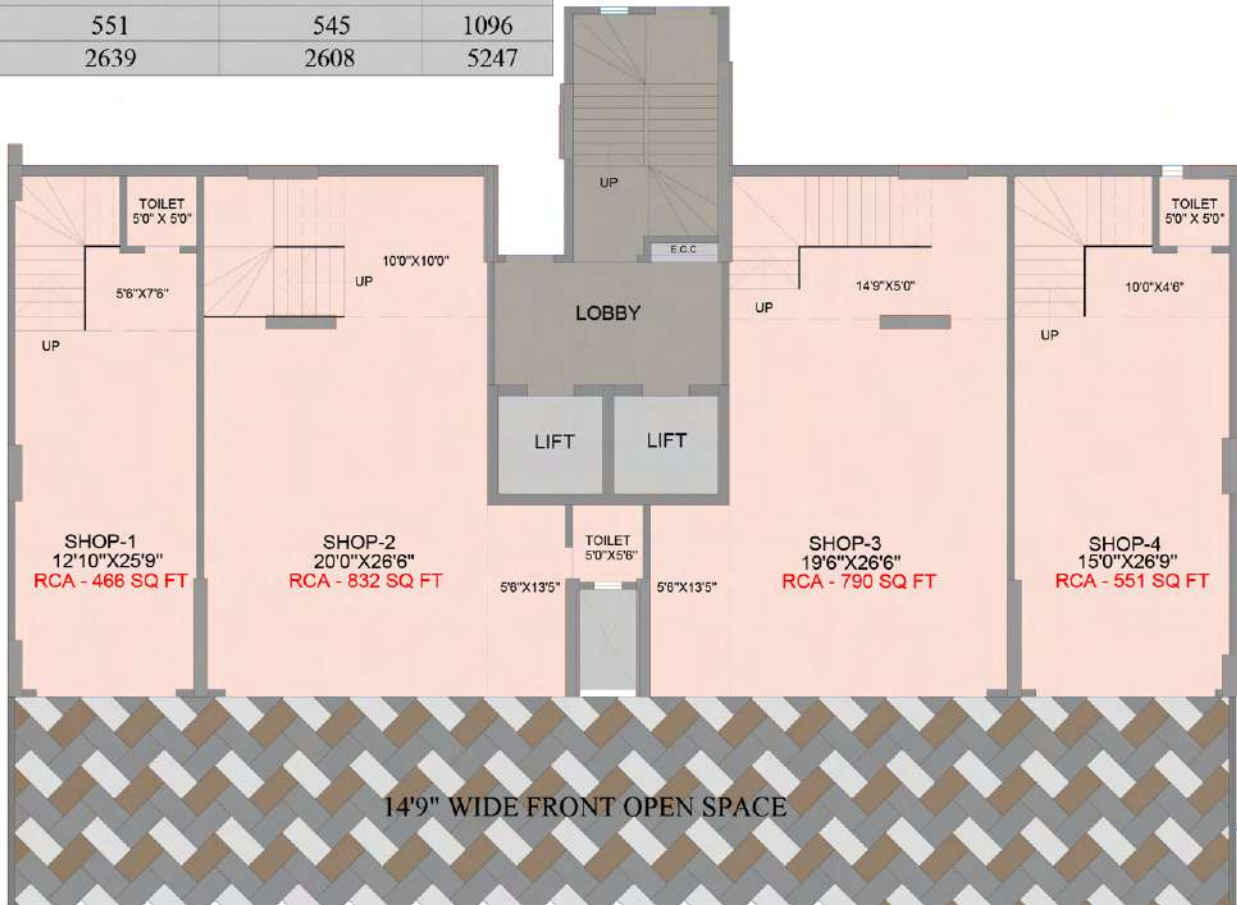 551 545 1096
2639 2608 5247
UP
E.C.C
LOBBY
LIFT
LIFT
TOILET
5'0" X 5'0"
5'6"X7'6"
UP
SHOP-1
12'10"X25'9"
RCA - 466 SQ FT
10'0"X10'0"
UP
SHOP-2
20'0"X26'6"
RCA - 832 SQ FT
5'6"X13'5"
TOILET
5'0"X5'6"
5'6"X13'5"
14'9"X5'0"
UP
SHOP-3
19'6"X26'6"
RCA - 790 SQ FT
TOILET
5'0" X 5'0"
10'0"X4'6"
UP
SHOP-4
15'0"X26'9"
RCA - 551 SQ FT
14'9" WIDE FRONT OPEN SPACE